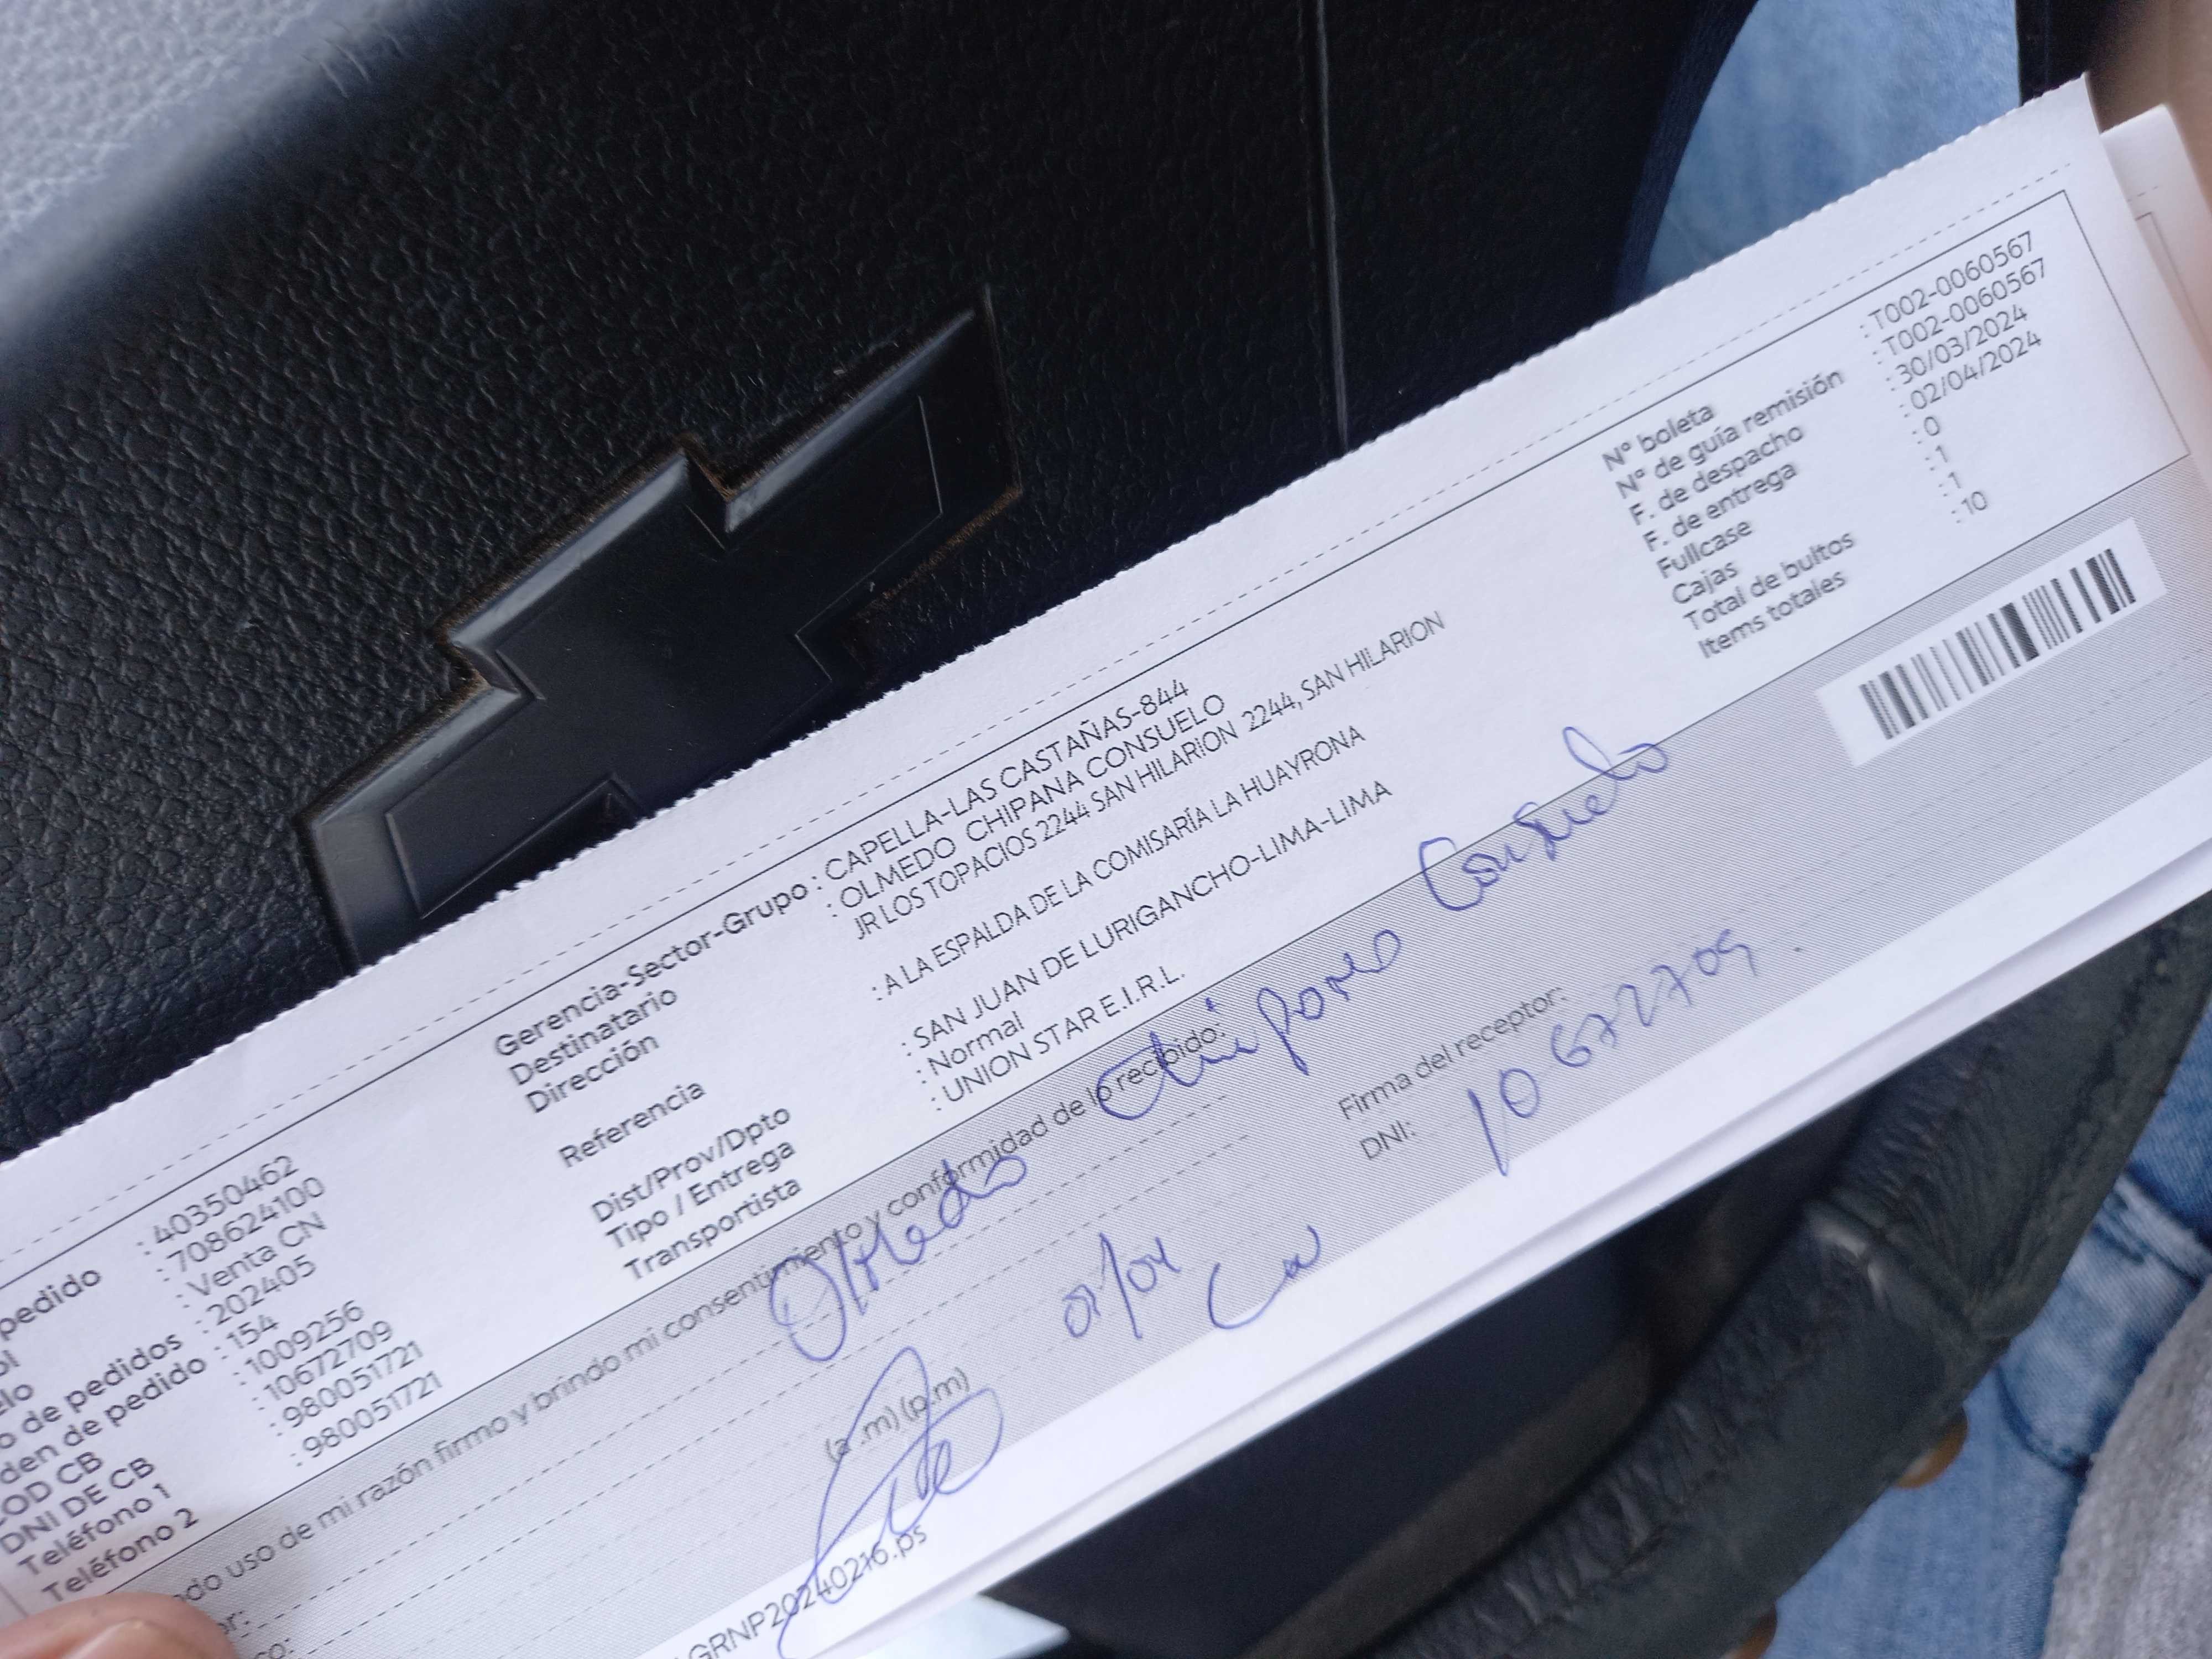 pedido : 40350462
: 708624100
elo : Venta CN
o de pedidos : 202405
den de pedido : 154
COD CB : 1009256
DNI DE CB : 10672709
Teléfono 1 : 980051721
Teléfono 2 : 980051721
Gerencia-Sector-Grupo : CAPELLA-LAS CASTAÑAS-844
Destinatario : OLMEDO CHIPANA CONSUELO
Dirección JR LOS TOPACIOS 2244 SAN HILARION 2244, SAN HILARION
Referencia : A LA ESPALDA DE LA COMISARÍA LA HUAYRONA
Dist/Prov/Dpto : SAN JUAN DE LURIGANCHO-LIMA-LIMA
Tipo / Entrega : Normal
Transportista : UNION STAR E.I.R.L.
N° boleta : T002-0060567
N° de guía remisión : T002-0060567
F. de despacho : 30/03/2024
F. de entrega : 02/04/2024
Fullcase : 0
Cajas : 1
Total de bultos : 1
Items totales : 10
ndo uso de mi razón firmo y brindo mi consentimiento y conformidad de lo recibido:
Olmedo Chipana Consuelo
(a .m) (p.m)
Firma del receptor:
DNI: 10672709
GRNP20240216.ps